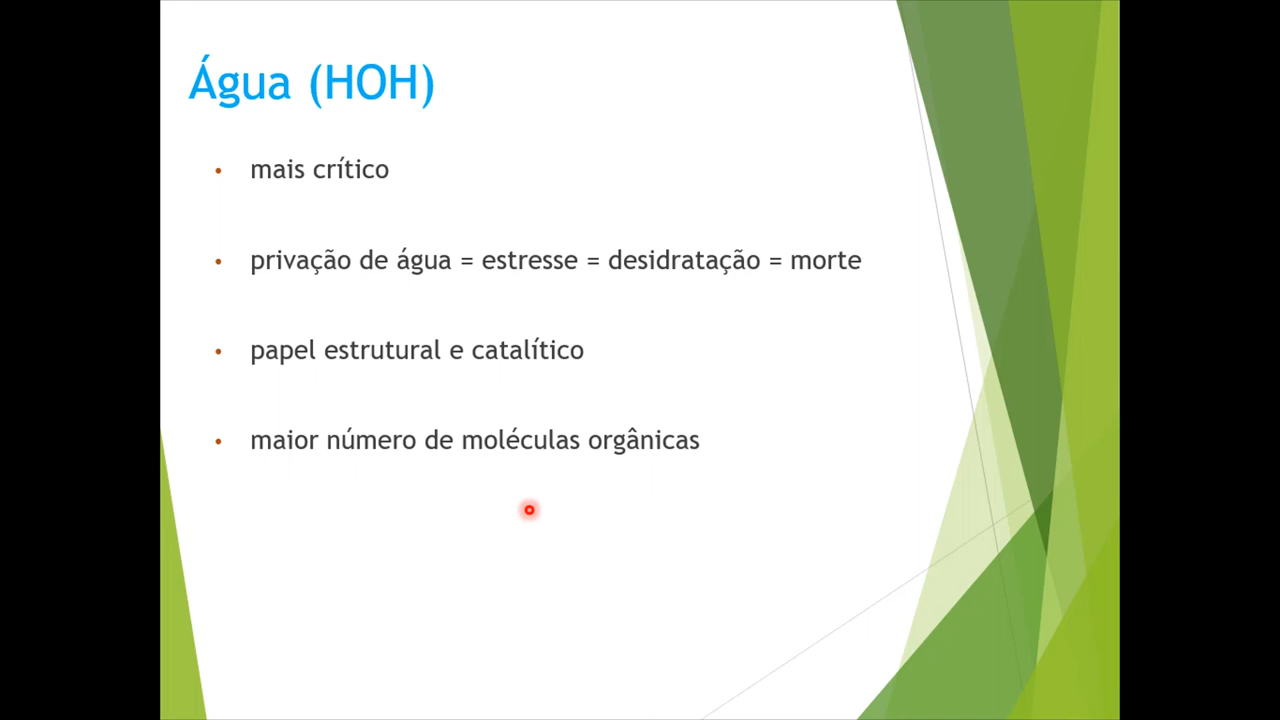 Água (HOH)
• mais crítico
• privação de água = estresse = desidratação = morte
• papel estrutural e catalítico
• maior número de moléculas orgânicas